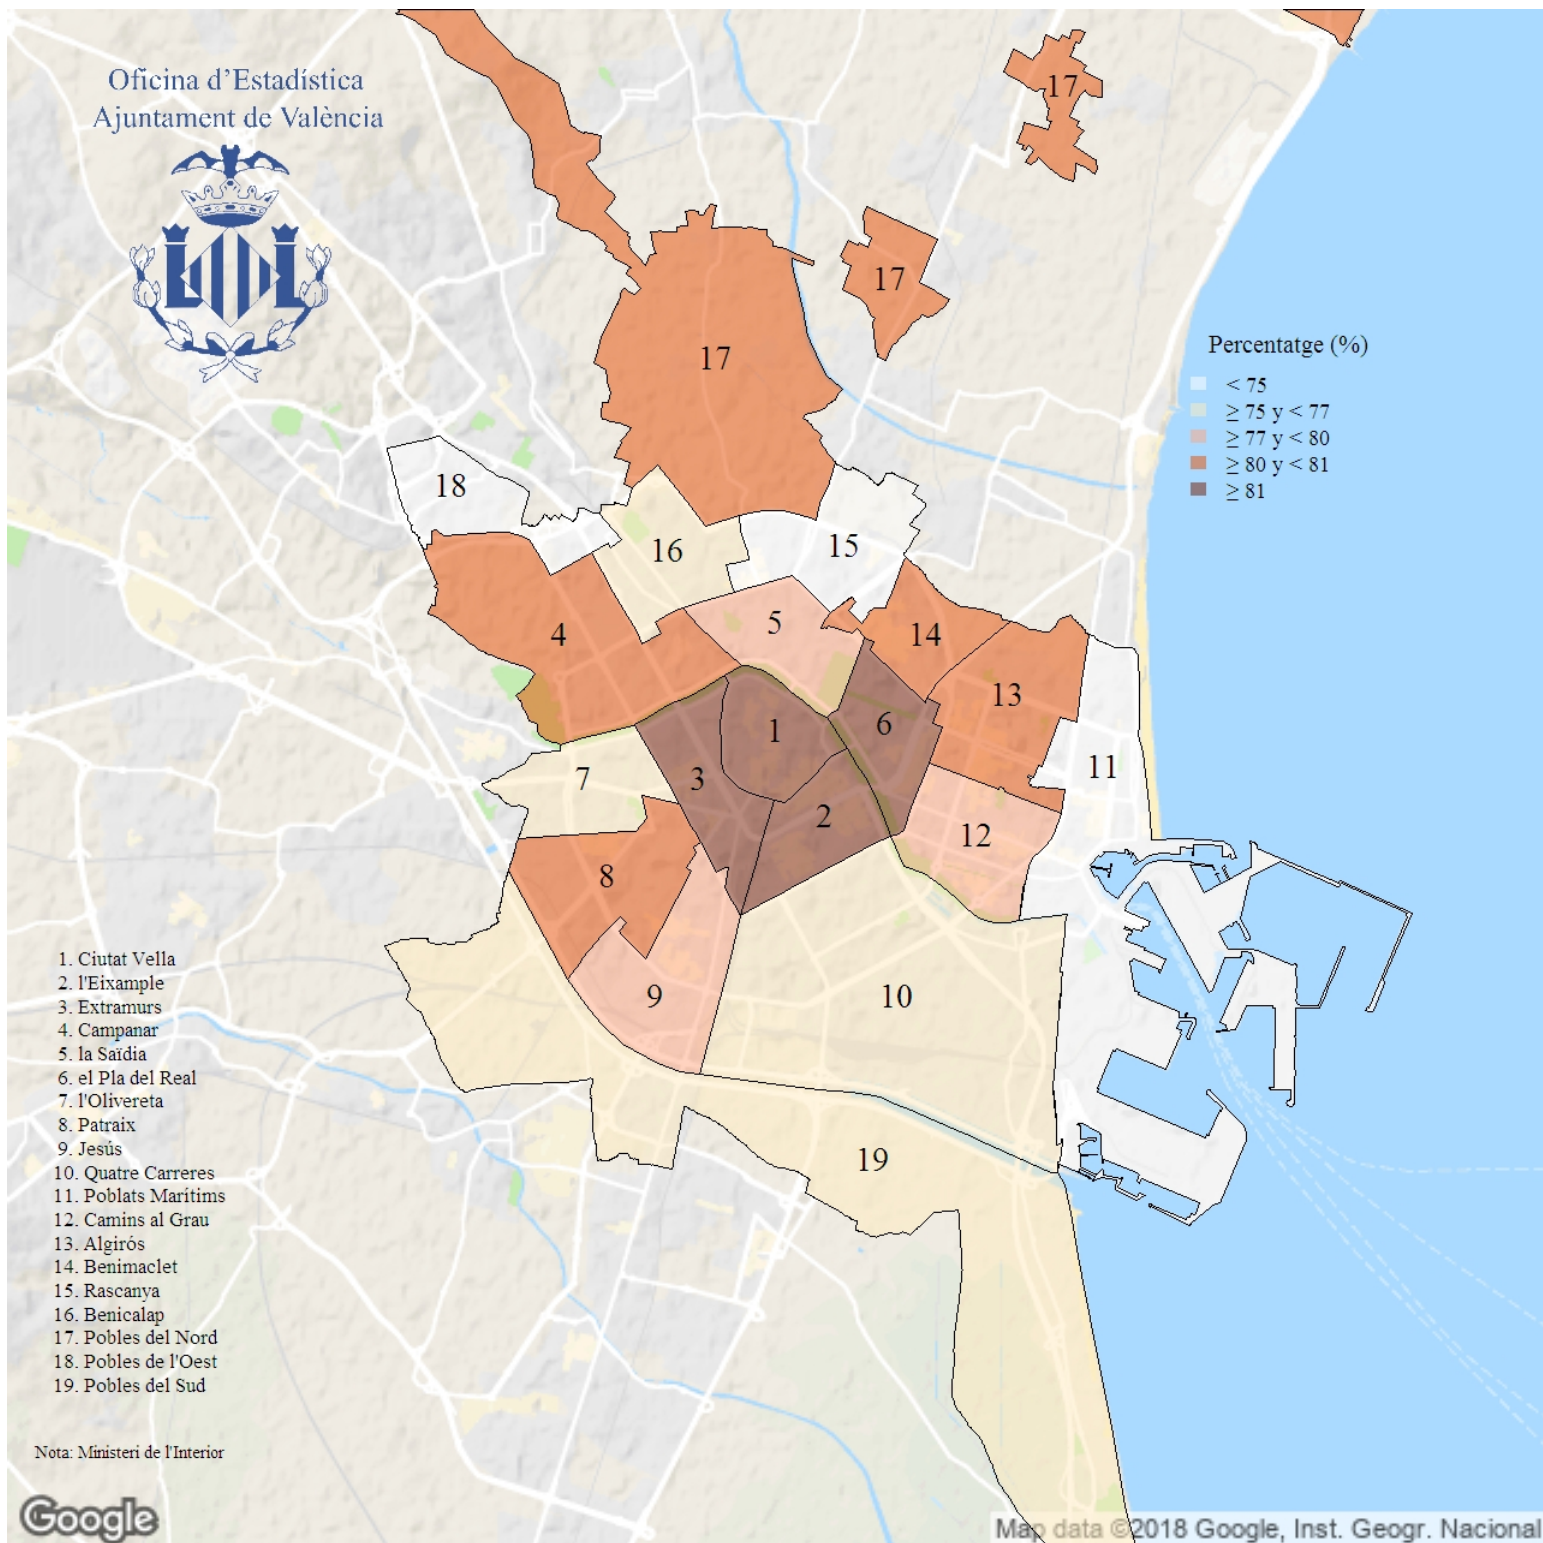 Oficina d'Estadística
Ajuntament de València
17
17
17
Percentatge (%)
< 75
≥ 75 y < 77
≥ 77 y < 80
≥ 80 y < 81
≥ 81
18
16
15
5
4
14
13
1
6
11
7
3
2
12
8
9
10
19
1. Ciutat Vella
2. l'Eixample
3. Extramurs
4. Campanar
5. la Saïdia
6. el Pla del Real
7. l'Olivereta
8. Patraix
9. Jesús
10. Quatre Carreres
11. Poblats Marítims
12. Camins al Grau
13. Algirós
14. Benimaclet
15. Rascanya
16. Benicalap
17. Pobles del Nord
18. Pobles de l'Oest
19. Pobles del Sud
Nota: Ministeri de l'Interior
Google
Map data ©2018 Google, Inst. Geogr. Nacional